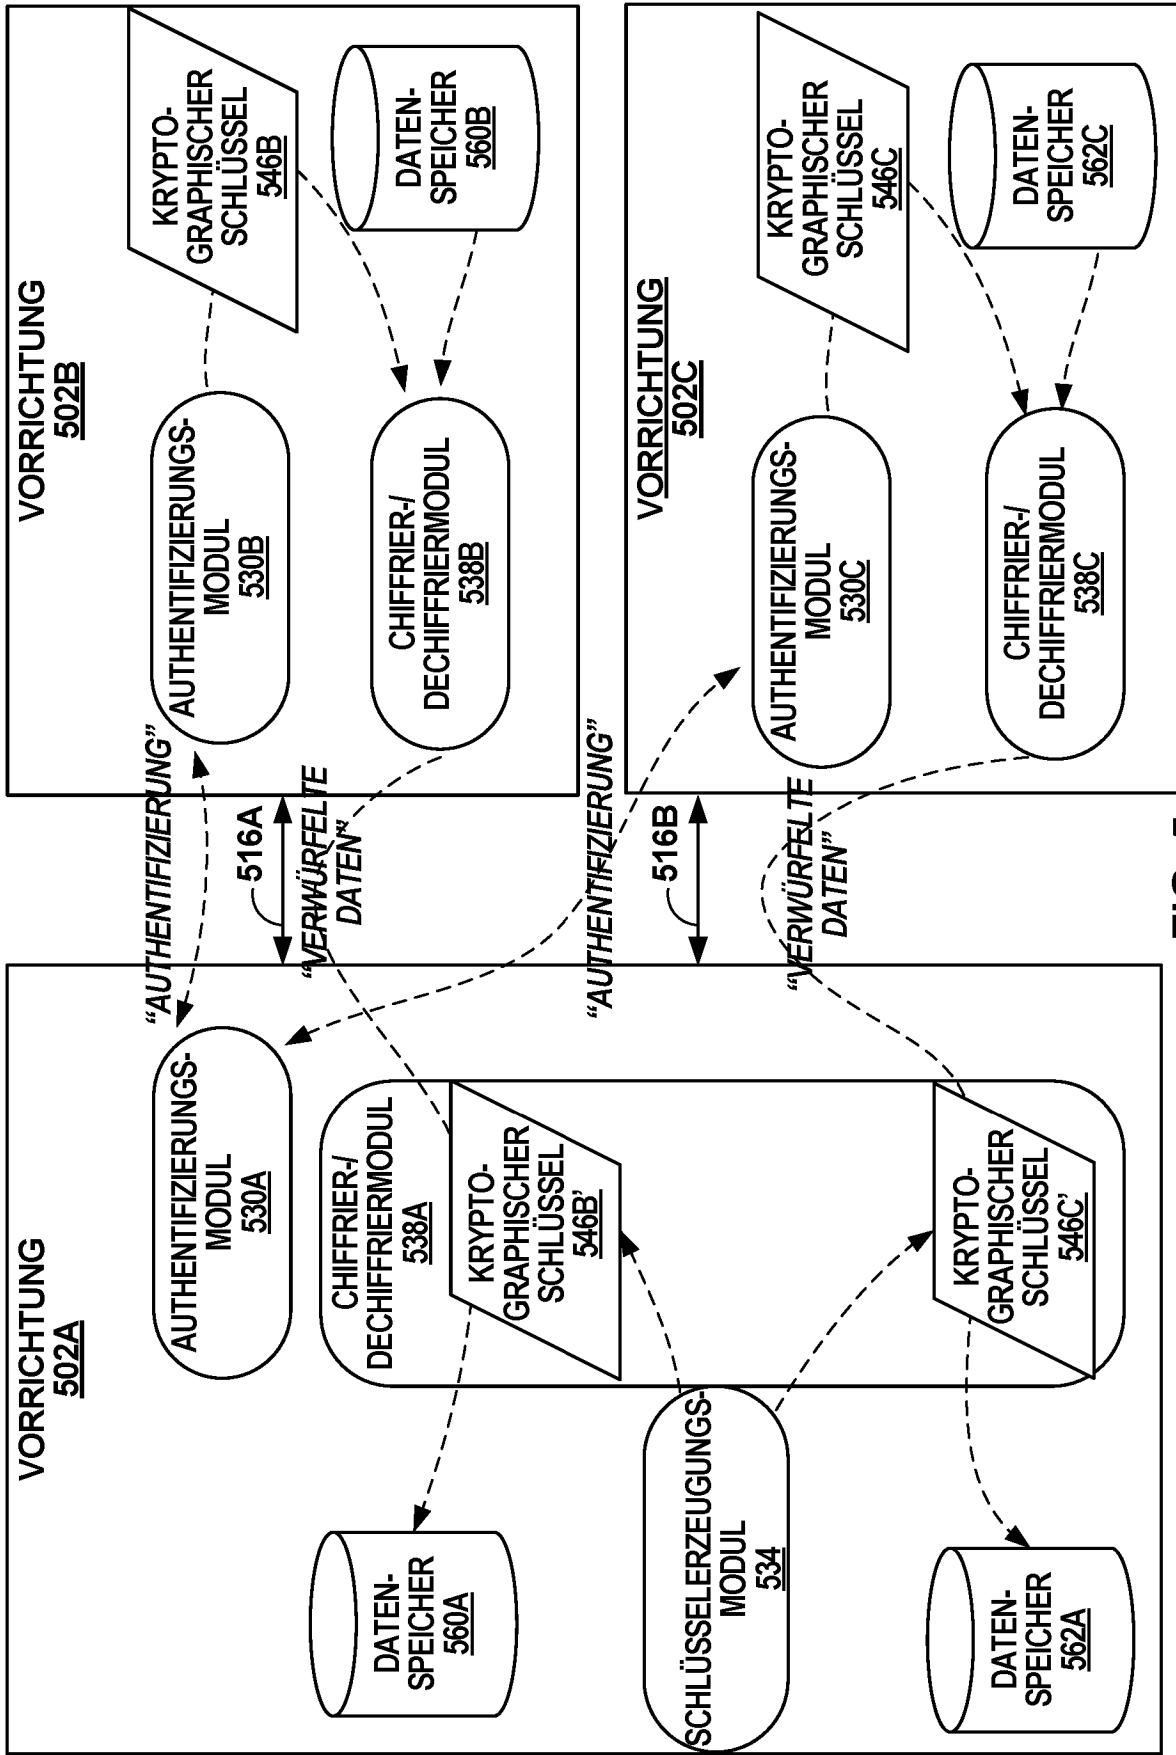 VORRICHTUNG
502A
AUTHENTIFIZIERUNGS-
MODUL
530A
CHIFFRIER-/
DECHIFFRIERMODUL
538A
KRYPTO-
GRAPHISCHER
SCHLÜSSEL
546B'
DATEN-
SPEICHER
560A
SCHLÜSSELERZEUGUNGS-
MODUL
534
KRYPTO-
GRAPHISCHER
SCHLÜSSEL
546C'
DATEN-
SPEICHER
562A
“AUTHENTIFIZIERUNG”
516A
“VERWÜRFELTE
DATEN”
“AUTHENTIFIZIERUNG”
516B
“VERWÜRFELTE
DATEN”
VORRICHTUNG
502B
AUTHENTIFIZIERUNGS-
MODUL
530B
KRYPTO-
GRAPHISCHER
SCHLÜSSEL
546B
CHIFFRIER-/
DECHIFFRIERMODUL
538B
DATEN-
SPEICHER
560B
VORRICHTUNG
502C
AUTHENTIFIZIERUNGS-
MODUL
530C
KRYPTO-
GRAPHISCHER
SCHLÜSSEL
546C
CHIFFRIER-/
DECHIFFRIERMODUL
538C
DATEN-
SPEICHER
562C